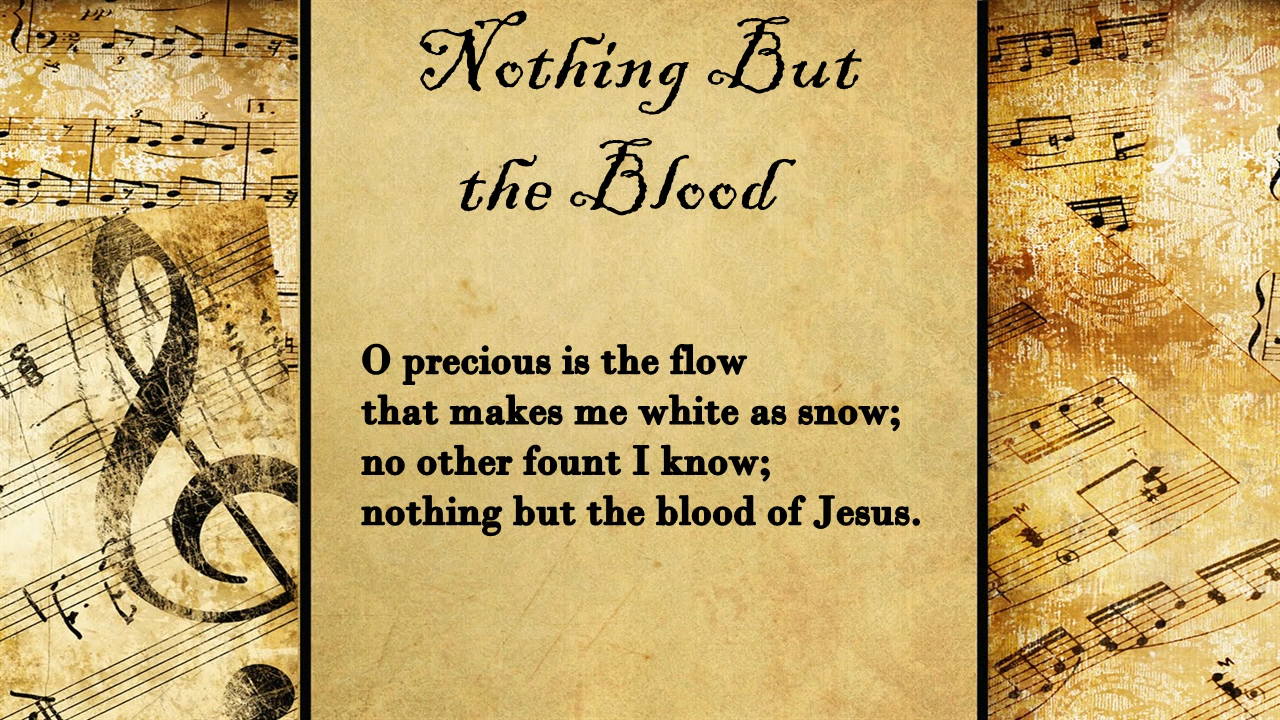 Nothing But
the Blood
O precious is the flow
that makes me white as snow;
no other fount I know;
nothing but the blood of Jesus.